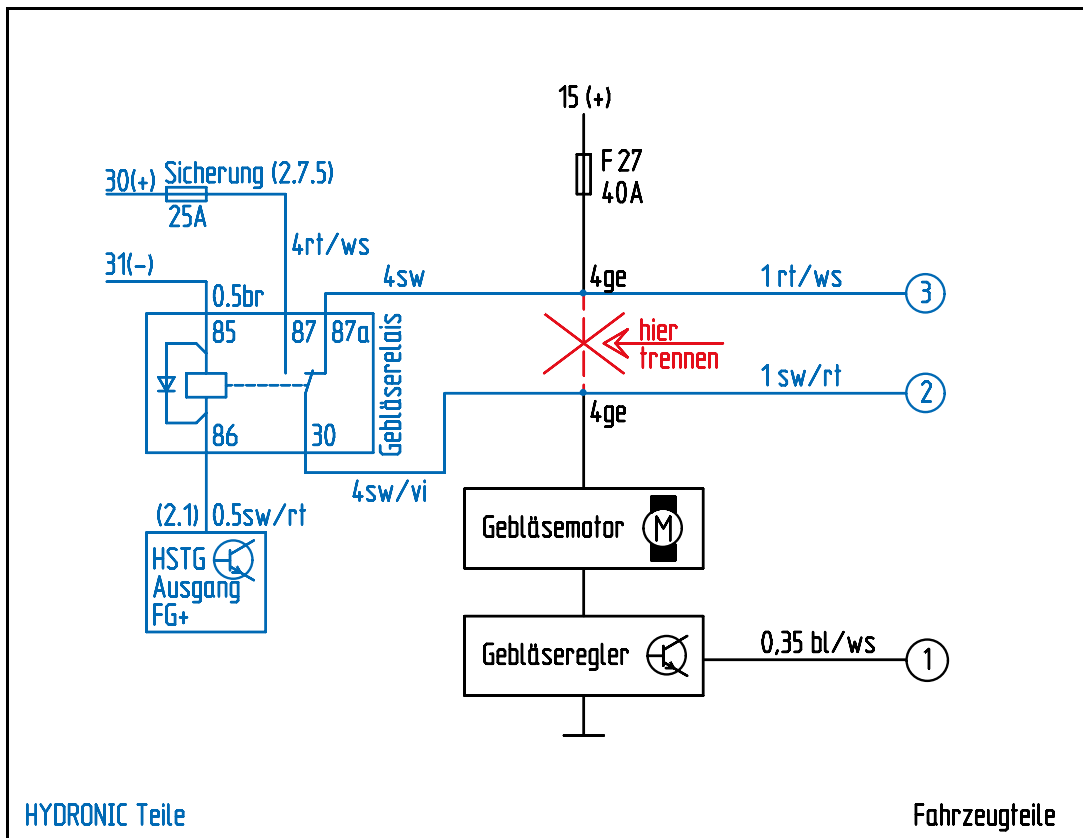 15 (+)
F 27
40A
30(+)
Sicherung (2.7.5)
25A
4rt/ws
31(-)
0.5br
4sw
4ge
1 rt/ws
3
85
87
87a
Gebläserelais
hier
trennen
1 sw/rt
2
4ge
86
30
4sw/vi
(2.1)
0.5sw/rt
HSTG
Ausgang
FG+
Gebläsemotor
M
Gebläseregler
0,35 bl/ws
1
HYDRONIC Teile
Fahrzeugteile